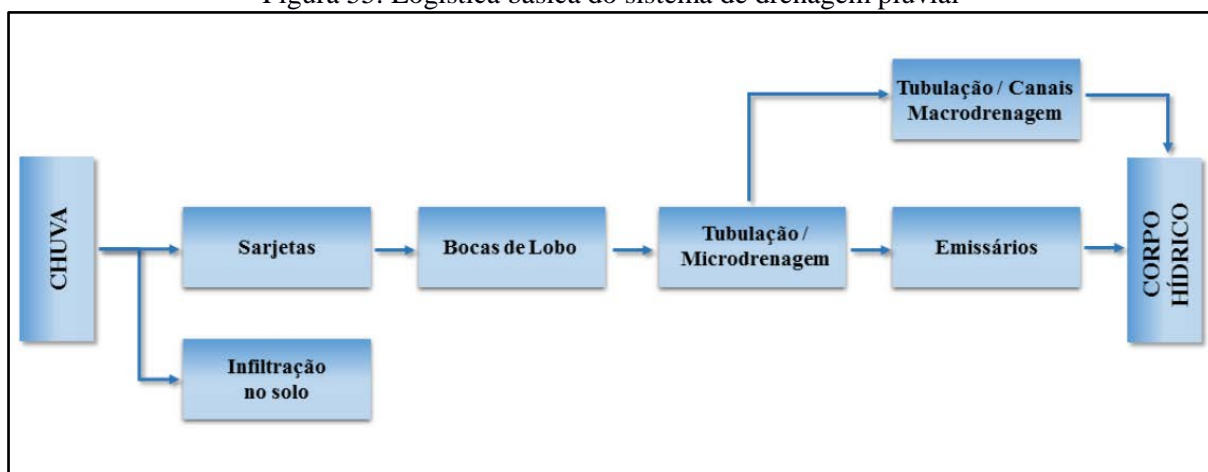 Figura 55. Logística básica do sistema de drenagem pluvial
Tubulação / Canais
Macrodrenagem
CHUVA
Sarjetas
Bocas de Lobo
Tubulação /
Microdrenagem
Emissários
CORPO
HÍDRICO
Infiltração
no solo